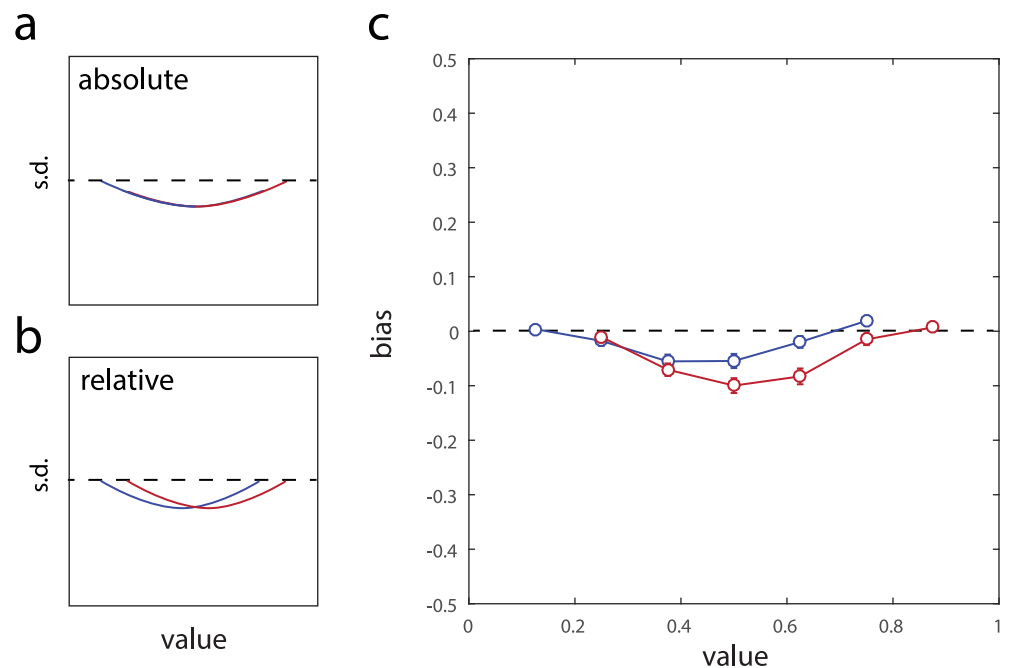 a
absolute
s.d.
b
relative
s.d.
value
c
0.5
0.4
0.3
0.2
0.1
0
-0.1
-0.2
-0.3
-0.4
-0.5
bias
0 0.2 0.4 0.6 0.8 1
value